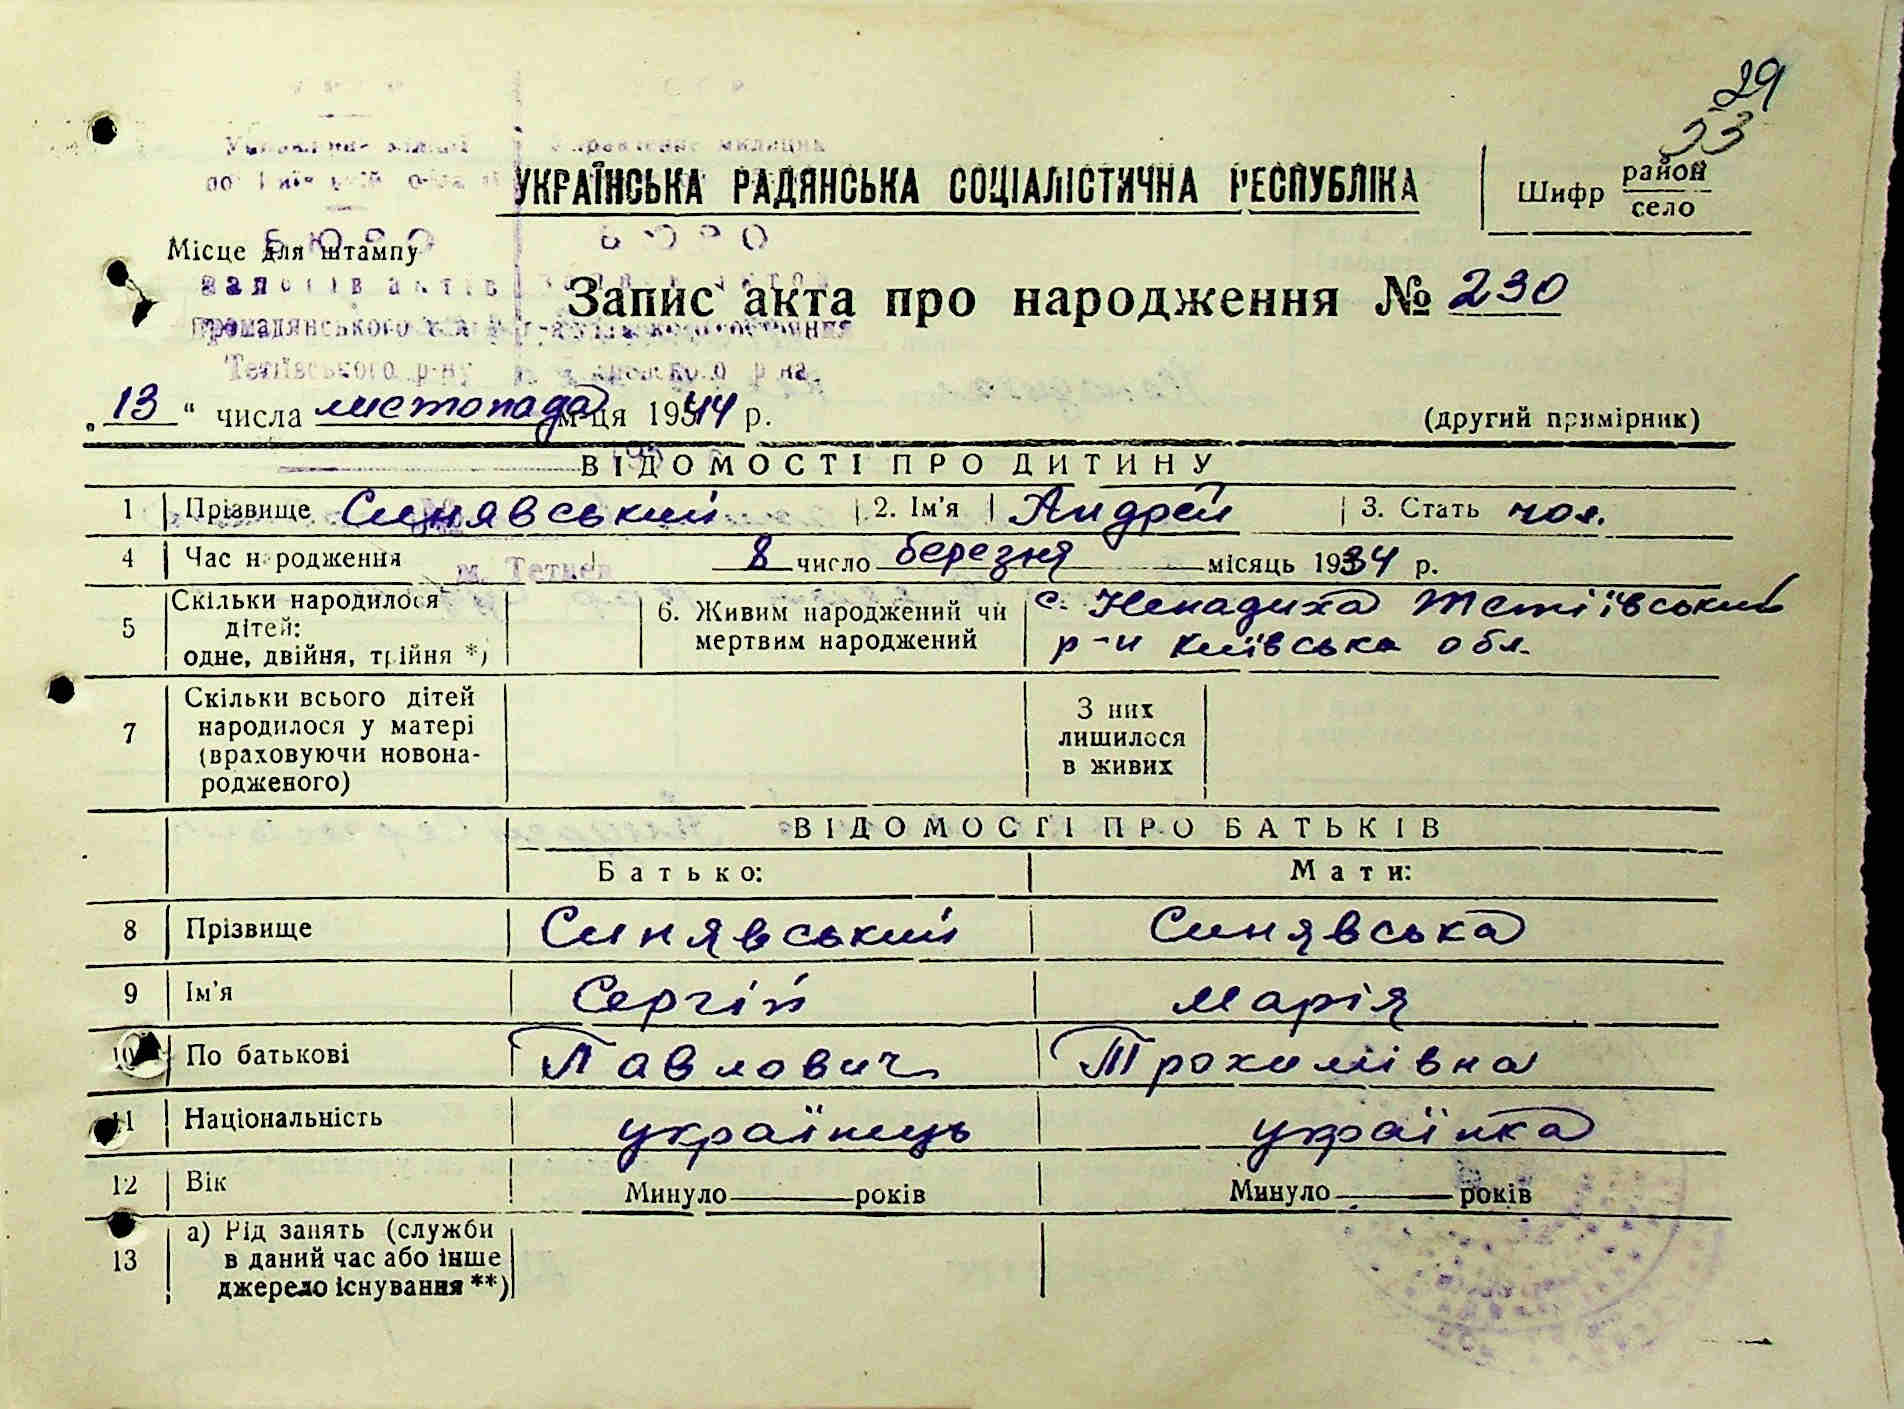 29
33
УКРАЇНСЬКА РАДЯНСЬКА СОЦІАЛІСТИЧНА РЕСПУБЛІКА
Шифр район
село
Місце для штампу
Запис акта про народження № 230
громадянського
Тетіївського р-ну
„13“ числа листопада м-ця 1944 р.
(другий примірник)
ВІДОМОСТІ ПРО ДИТИНУ
1 Прізвище Синявський 2. Ім'я Андрей 3. Стать чол.
4 Час народження 8 число березня місяць 1934 р.
м. Тетиев
5 Скільки народилося дітей: одне, двійня, трійня *)
6. Живим народжений чи мертвим народжений
с. Ненадиха Тетіївський
р-н Київська обл.
7 Скільки всього дітей народилося у матері (враховуючи новонародженого)
З них лишилося в живих
ВІДОМОСТІ ПРО БАТЬКІВ
Батько: Мати:
8 Прізвище Синявський Синявська
9 Ім'я Сергій Марія
10 По батькові Павлович Трохимівна
11 Національність українець українка
12 Вік Минуло років Минуло років
13 а) Рід занять (служби
в даний час або інше
джерело існування **)